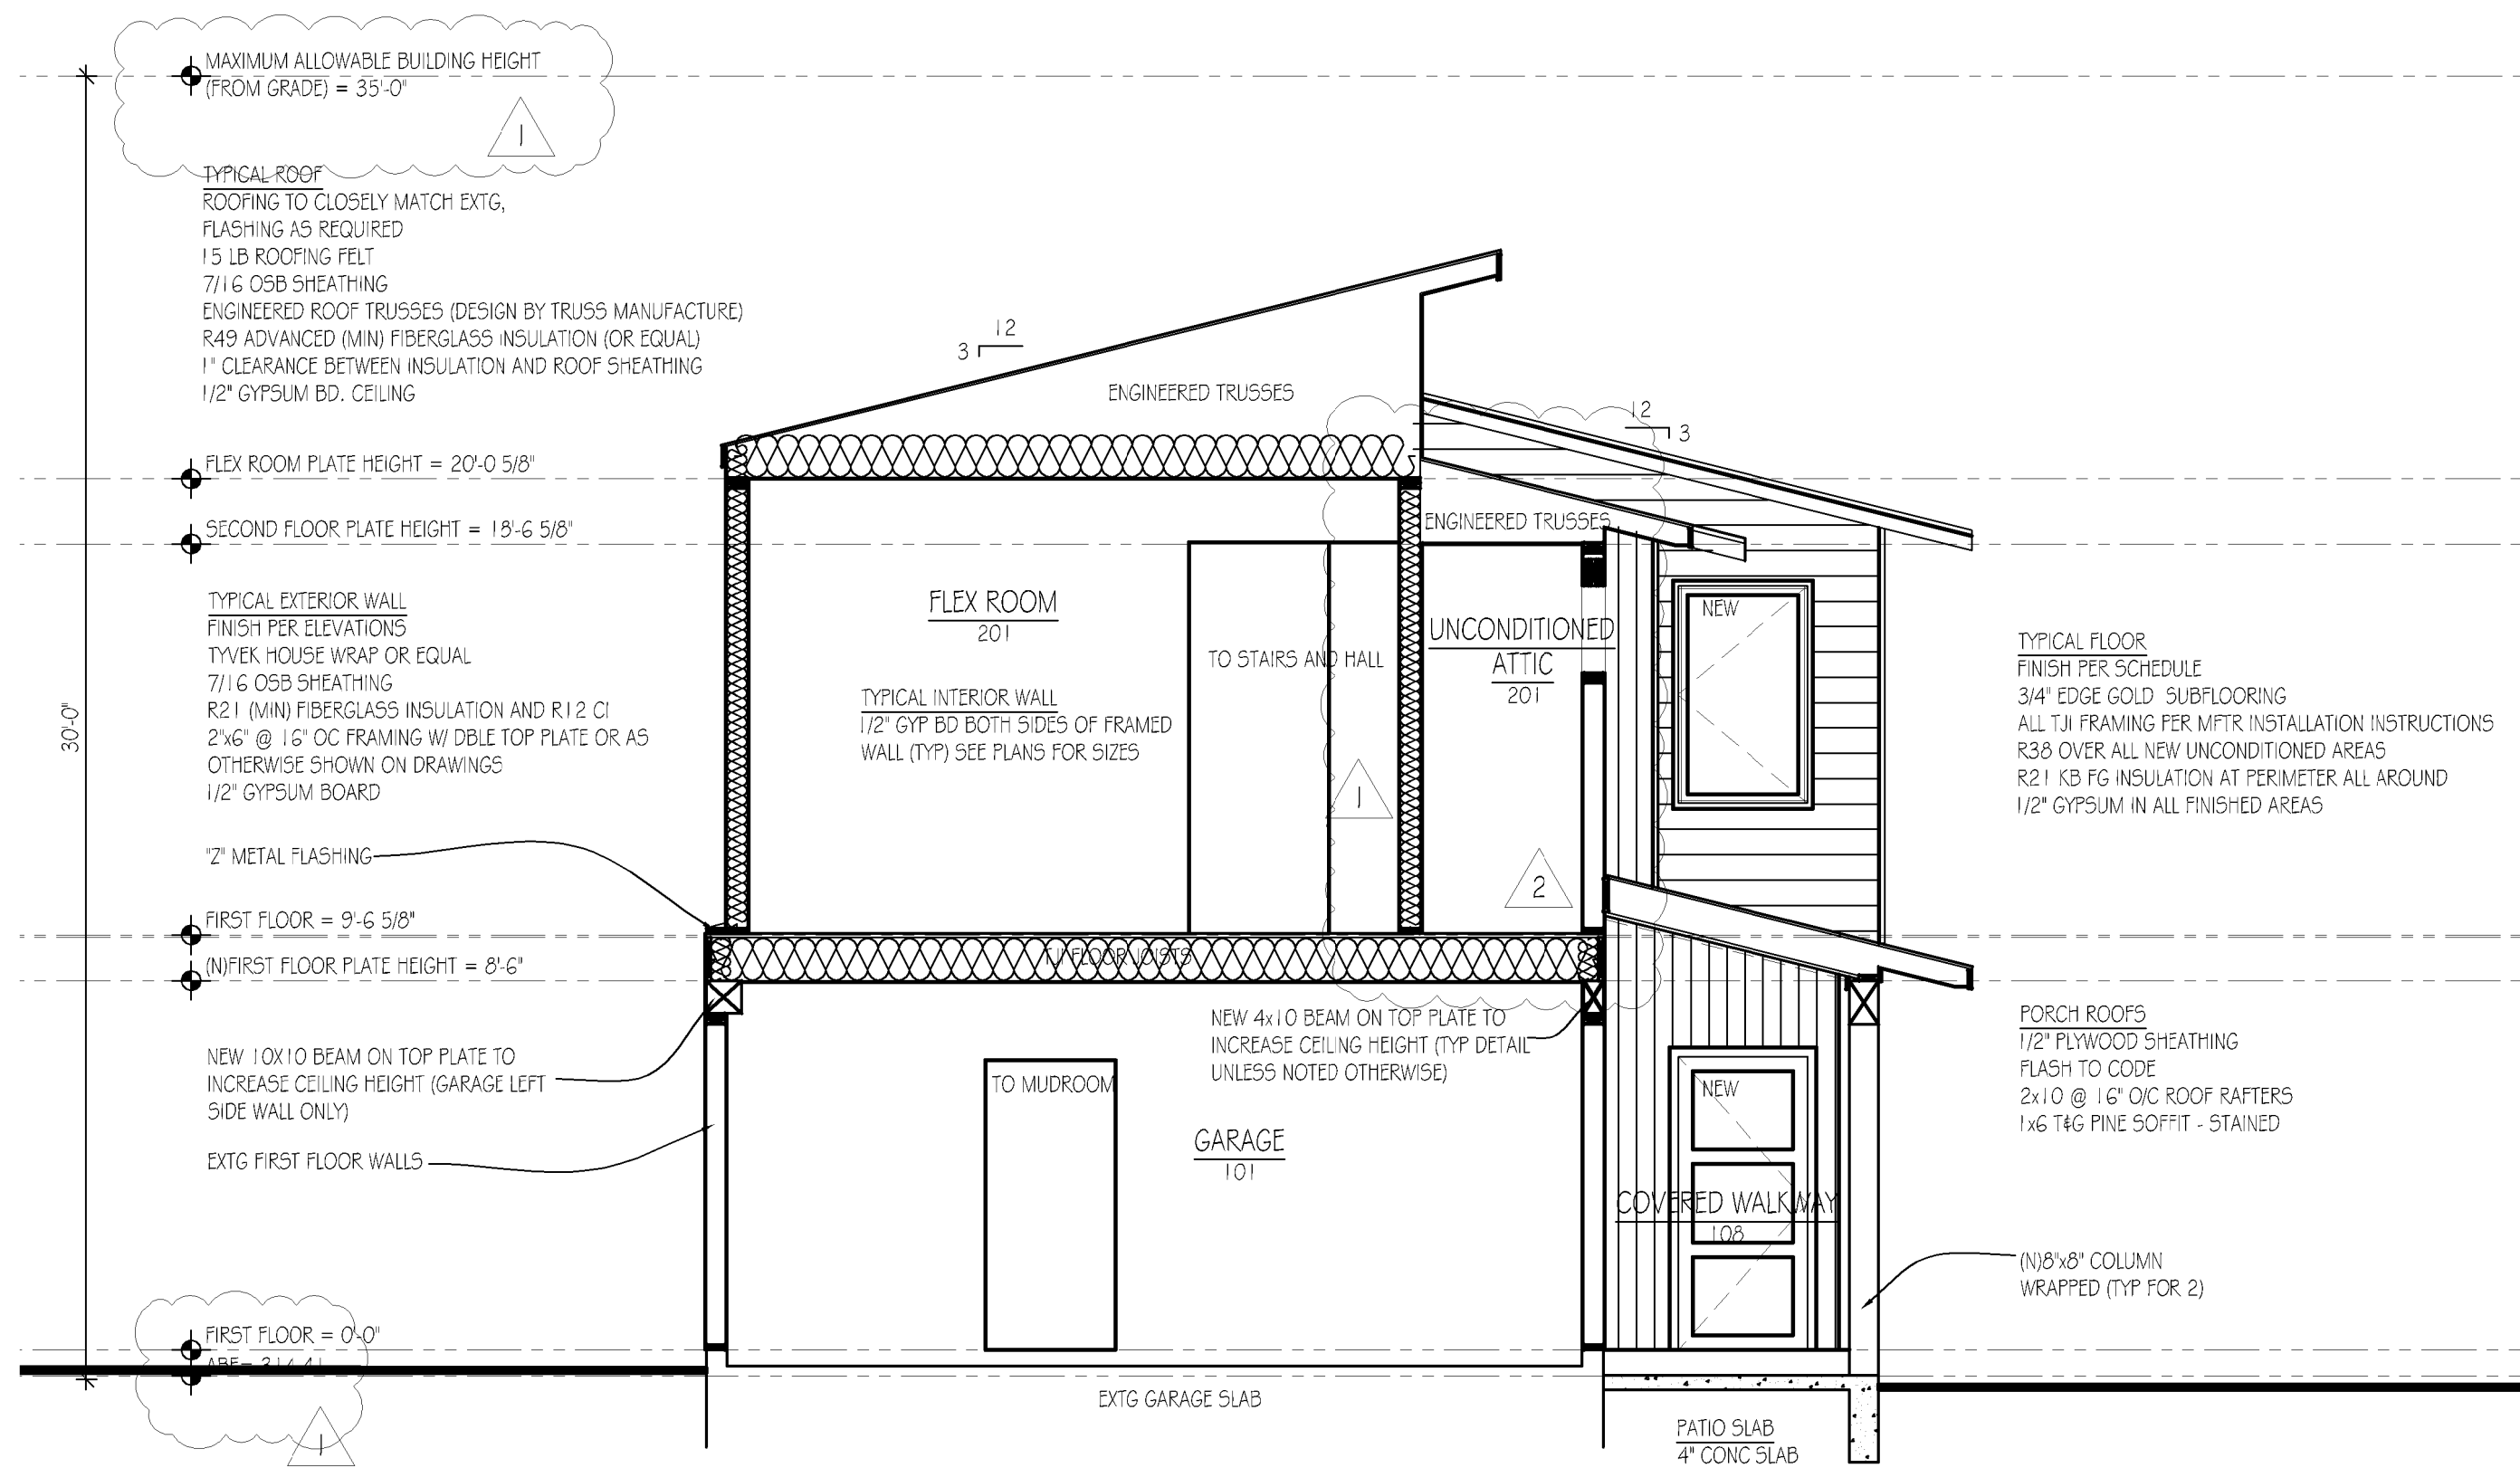 MAXIMUM ALLOWABLE BUILDING HEIGHT
(FROM GRADE) = 35'-0"
1
TYPICAL ROOF
ROOFING TO CLOSELY MATCH EXTG,
FLASHING AS REQUIRED
15 LB ROOFING FELT
7/16 OSB SHEATHING
ENGINEERED ROOF TRUSSES (DESIGN BY TRUSS MANUFACTURE)
R49 ADVANCED (MIN) FIBERGLASS INSULATION (OR EQUAL)
1" CLEARANCE BETWEEN INSULATION AND ROOF SHEATHING
1/2" GYPSUM BD. CEILING
12
3
ENGINEERED TRUSSES
12
3
FLEX ROOM PLATE HEIGHT = 20'-0 5/8"
SECOND FLOOR PLATE HEIGHT = 18'-6 5/8"
ENGINEERED TRUSSES
TYPICAL EXTERIOR WALL
FINISH PER ELEVATIONS
TYVEK HOUSE WRAP OR EQUAL
7/16 OSB SHEATHING
R21 (MIN) FIBERGLASS INSULATION AND R12 CI
2"x6" @ 16" OC FRAMING W/ DBLE TOP PLATE OR AS
OTHERWISE SHOWN ON DRAWINGS
1/2" GYPSUM BOARD
30'-0"
FLEX ROOM
201
TYPICAL INTERIOR WALL
1/2" GYP BD BOTH SIDES OF FRAMED
WALL (TYP) SEE PLANS FOR SIZES
TO STAIRS AND HALL
1
UNCONDITIONED
ATTIC
201
2
NEW
TYPICAL FLOOR
FINISH PER SCHEDULE
3/4" EDGE GOLD SUBFLOORING
ALL TJI FRAMING PER MFTR INSTALLATION INSTRUCTIONS
R38 OVER ALL NEW UNCONDITIONED AREAS
R21 KB FG INSULATION AT PERIMETER ALL AROUND
1/2" GYPSUM IN ALL FINISHED AREAS
"Z" METAL FLASHING
FIRST FLOOR = 9'-6 5/8"
(N)FIRST FLOOR PLATE HEIGHT = 8'-6"
TJI FLOOR JOISTS
NEW 10X10 BEAM ON TOP PLATE TO
INCREASE CEILING HEIGHT (GARAGE LEFT
SIDE WALL ONLY)
EXTG FIRST FLOOR WALLS
NEW 4x10 BEAM ON TOP PLATE TO
INCREASE CEILING HEIGHT (TYP DETAIL
UNLESS NOTED OTHERWISE)
TO MUDROOM
GARAGE
101
NEW
COVERED WALKWAY
108
PORCH ROOFS
1/2" PLYWOOD SHEATHING
FLASH TO CODE
2x10 @ 16" O/C ROOF RAFTERS
1x6 T&G PINE SOFFIT - STAINED
(N)8"x8" COLUMN
WRAPPED (TYP FOR 2)
FIRST FLOOR = 0'-0"
1
EXTG GARAGE SLAB
PATIO SLAB
4" CONC SLAB